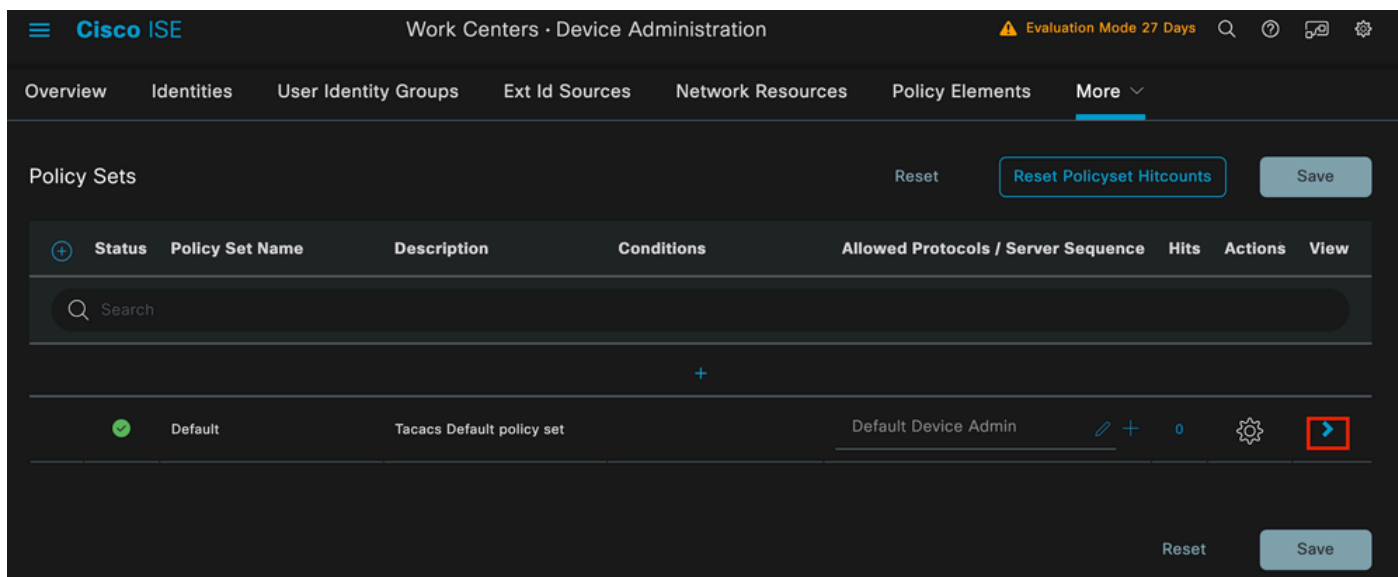 Cisco ISE Work Centers · Device Administration Evaluation Mode 27 Days
Overview Identities User Identity Groups Ext Id Sources Network Resources Policy Elements More
Policy Sets Reset Reset Policyset Hitcounts Save
Status Policy Set Name Description Conditions Allowed Protocols / Server Sequence Hits Actions View
Search
+
Default Tacacs Default policy set Default Device Admin + 0
Reset Save